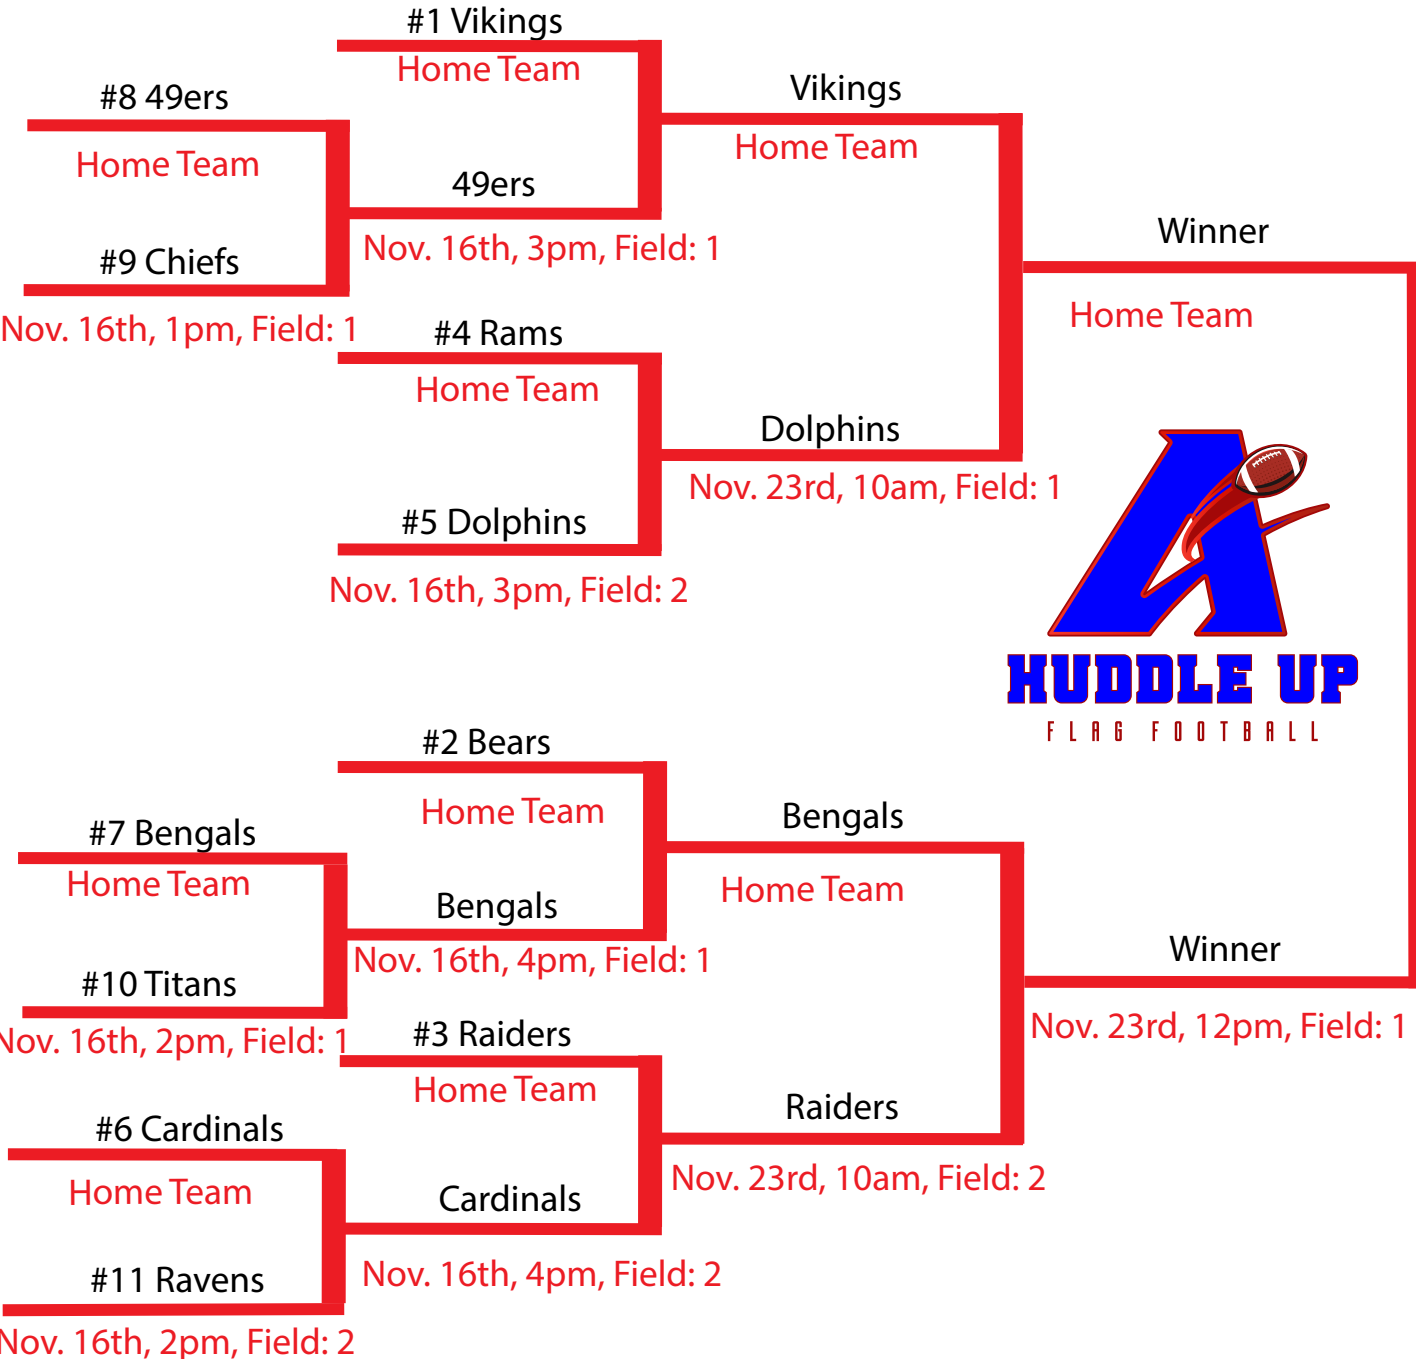 #1 Vikings
Home Team
#8 49ers
Home Team
Vikings
Home Team
49ers
Nov. 16th, 3pm, Field: 1
#9 Chiefs
Nov. 16th, 1pm, Field: 1
Winner
Home Team
#4 Rams
Home Team
Dolphins
Nov. 23rd, 10am, Field: 1
#5 Dolphins
Nov. 16th, 3pm, Field: 2
HUDDLE UP
FLAG FOOTBALL
#2 Bears
Home Team
#7 Bengals
Home Team
Bengals
Home Team
Bengals
Nov. 16th, 4pm, Field: 1
#10 Titans
Nov. 16th, 2pm, Field: 1
Winner
Nov. 23rd, 12pm, Field: 1
#3 Raiders
Home Team
#6 Cardinals
Home Team
Raiders
Nov. 23rd, 10am, Field: 2
Cardinals
Nov. 16th, 4pm, Field: 2
#11 Ravens
Nov. 16th, 2pm, Field: 2